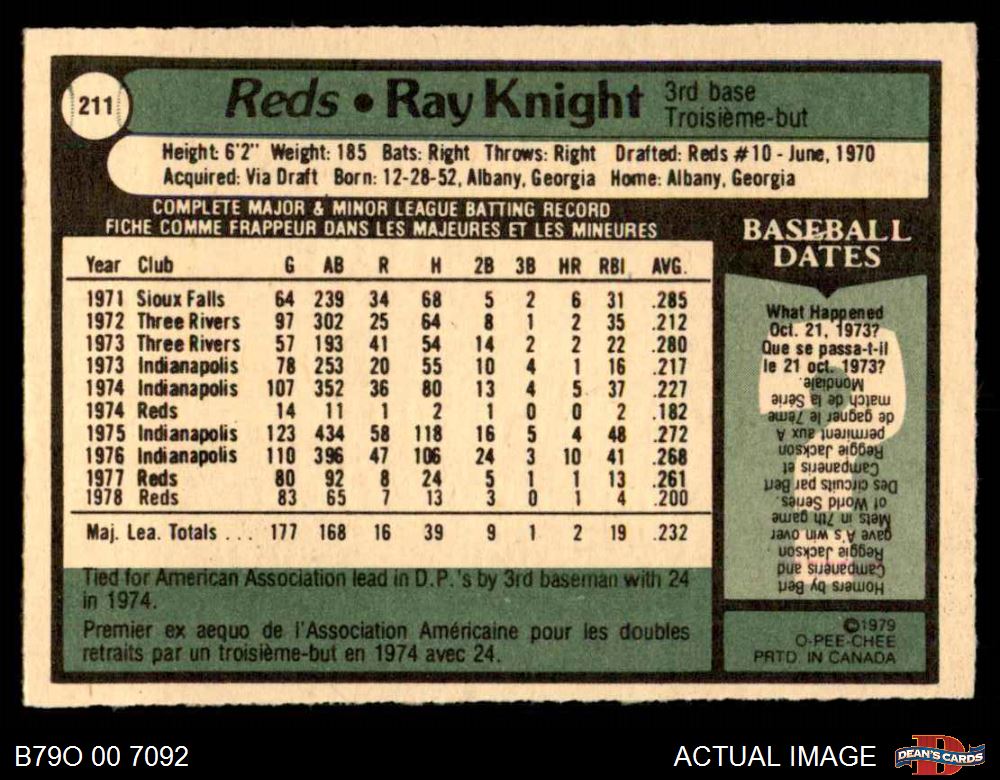 211
Reds • Ray Knight
3rd base
Troisième-but
Height: 6'2" Weight: 185 Bats: Right Throws: Right Drafted: Reds #10 - June, 1970
Acquired: Via Draft Born: 12-28-52, Albany, Georgia Home: Albany, Georgia
COMPLETE MAJOR & MINOR LEAGUE BATTING RECORD
FICHE COMME FRAPPEUR DANS LES MAJEURES ET LES MINEURES
Year Club G AB R H 2B 3B HR RBI AVG.
1971 Sioux Falls 64 239 34 68 5 2 6 31 .285
1972 Three Rivers 97 302 25 64 8 1 2 35 .212
1973 Three Rivers 57 193 41 54 14 2 2 22 .280
1973 Indianapolis 78 253 20 55 10 4 1 16 .217
1974 Indianapolis 107 352 36 80 13 4 5 37 .227
1974 Reds 14 11 1 2 1 0 0 2 .182
1975 Indianapolis 123 434 58 118 16 5 4 48 .272
1976 Indianapolis 110 396 47 106 24 3 10 41 .268
1977 Reds 80 92 8 24 5 1 1 13 .261
1978 Reds 83 65 7 13 3 0 1 4 .200
Maj. Lea. Totals . . . 177 168 16 39 9 1 2 19 .232
Tied for American Association lead in D.P.'s by 3rd baseman with 24
in 1974.
Premier ex aequo de l'Association Américaine pour les doubles
retraits par un troisième-but en 1974 avec 24.
BASEBALL
DATES
What Happened
Oct. 21, 1973?
Que se passa-t-il
le 21 oct. 1973?
Homers by Bert
Campaneris and
Reggie Jackson
gave A's win over
Mets in 7th game
of World Series.
Des circuits par Bert
Campaneris et
Reggie Jackson
permirent aux A
de gagner le 7ème
match de la Série
Mondiale.
©1979
O-PEE-CHEE
PRTD. IN CANADA
B79O 00 7092
ACTUAL IMAGE
DEAN'S CARDS